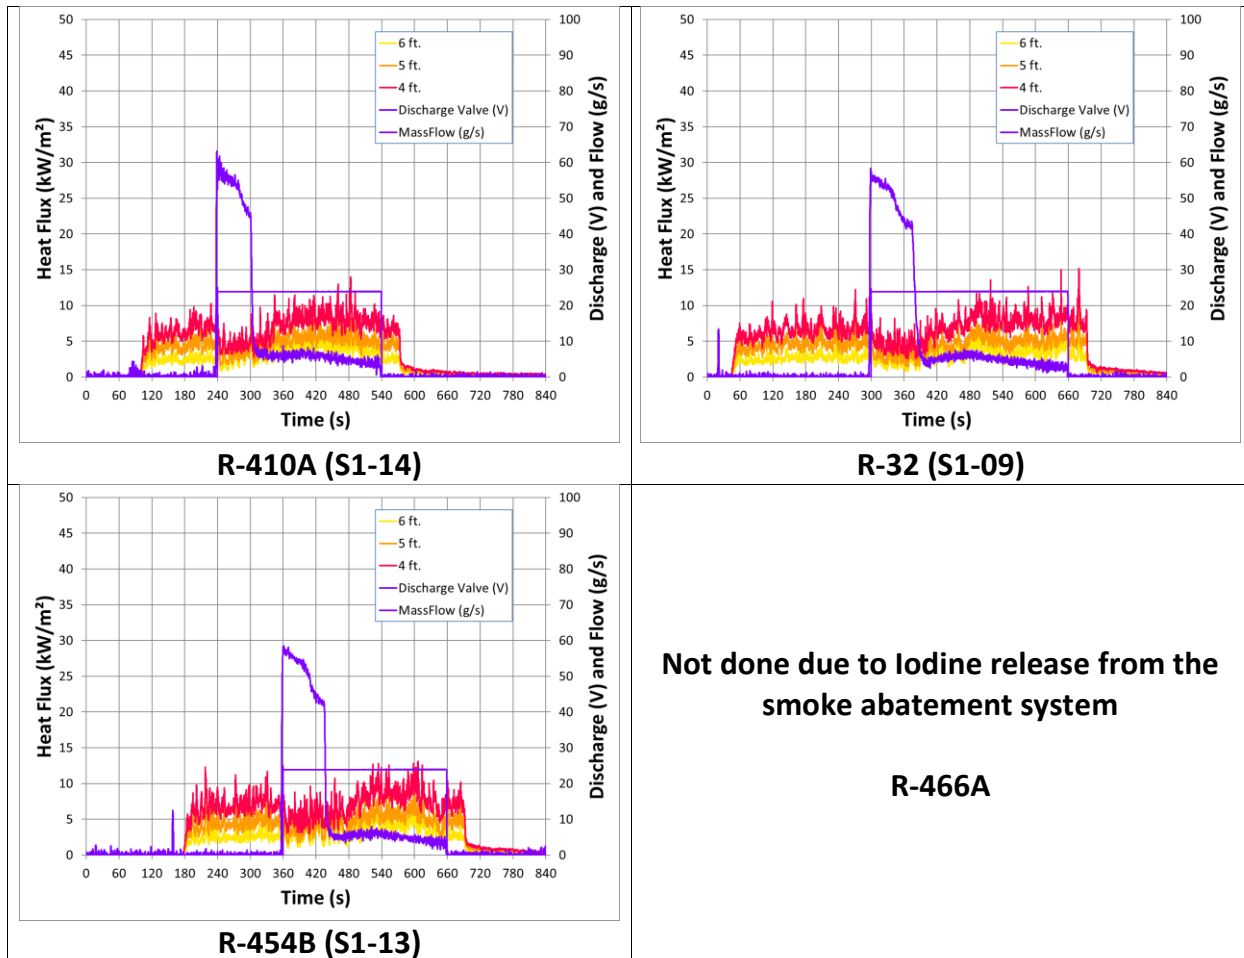 50
45
40
35
30
25
20
15
10
5
0
Heat Flux (kW/m²)
100
90
80
70
60
50
40
30
20
10
0
Discharge (V) and Flow (g/s)
6 ft.
5 ft.
4 ft.
Discharge Valve (V)
MassFlow (g/s)
0 60 120 180 240 300 360 420 480 540 600 660 720 780 840
Time (s)
R-410A (S1-14)
50
45
40
35
30
25
20
15
10
5
0
Heat Flux (kW/m²)
100
90
80
70
60
50
40
30
20
10
0
Discharge (V) and Flow (g/s)
6 ft.
5 ft.
4 ft.
Discharge Valve (V)
MassFlow (g/s)
0 60 120 180 240 300 360 420 480 540 600 660 720 780 840
Time (s)
R-32 (S1-09)
50
45
40
35
30
25
20
15
10
5
0
Heat Flux (kW/m²)
100
90
80
70
60
50
40
30
20
10
0
Discharge (V) and Flow (g/s)
6 ft.
5 ft.
4 ft.
Discharge Valve (V)
MassFlow (g/s)
0 60 120 180 240 300 360 420 480 540 600 660 720 780 840
Time (s)
R-454B (S1-13)
Not done due to Iodine release from the
smoke abatement system
R-466A